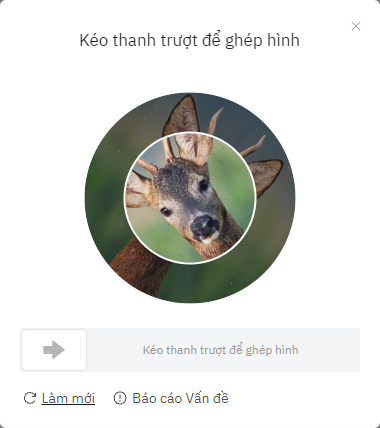 Kéo thanh trượt để ghép hình
Kéo thanh trượt để ghép hình
Làm mới
Báo cáo Vấn đề